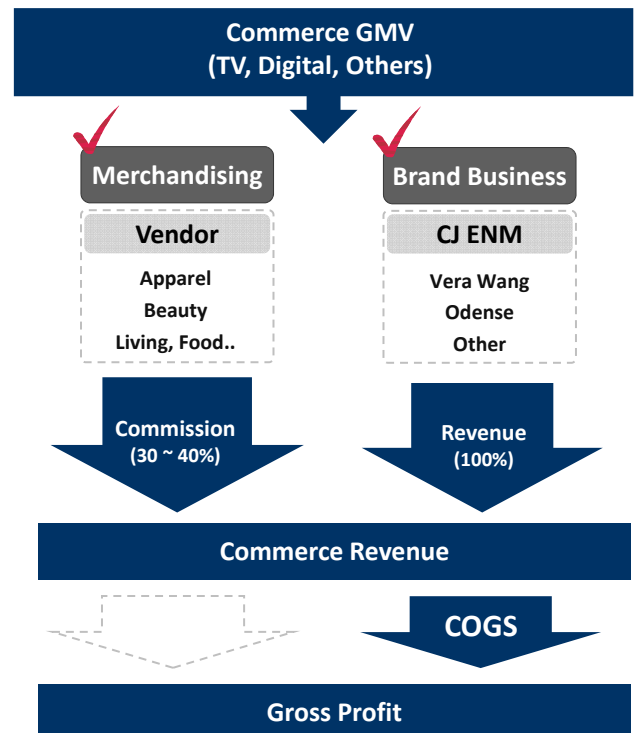 Commerce GMV
(TV, Digital, Others)
Merchandising
Brand Business
Vendor
Apparel
Beauty
Living, Food..
CJ ENM
Vera Wang
Odense
Other
Commission
(30 ~ 40%)
Revenue
(100%)
Commerce Revenue
COGS
Gross Profit